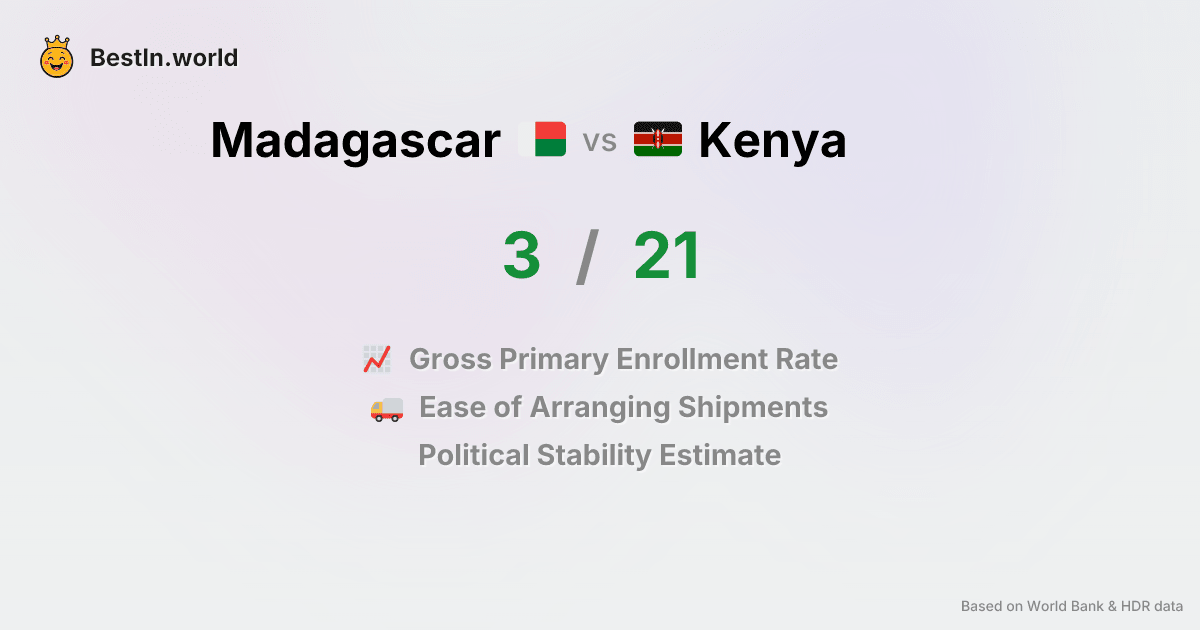 BestIn.world
Madagascar vs Kenya
3 / 21
Gross Primary Enrollment Rate
Ease of Arranging Shipments
Political Stability Estimate
Based on World Bank & HDR data